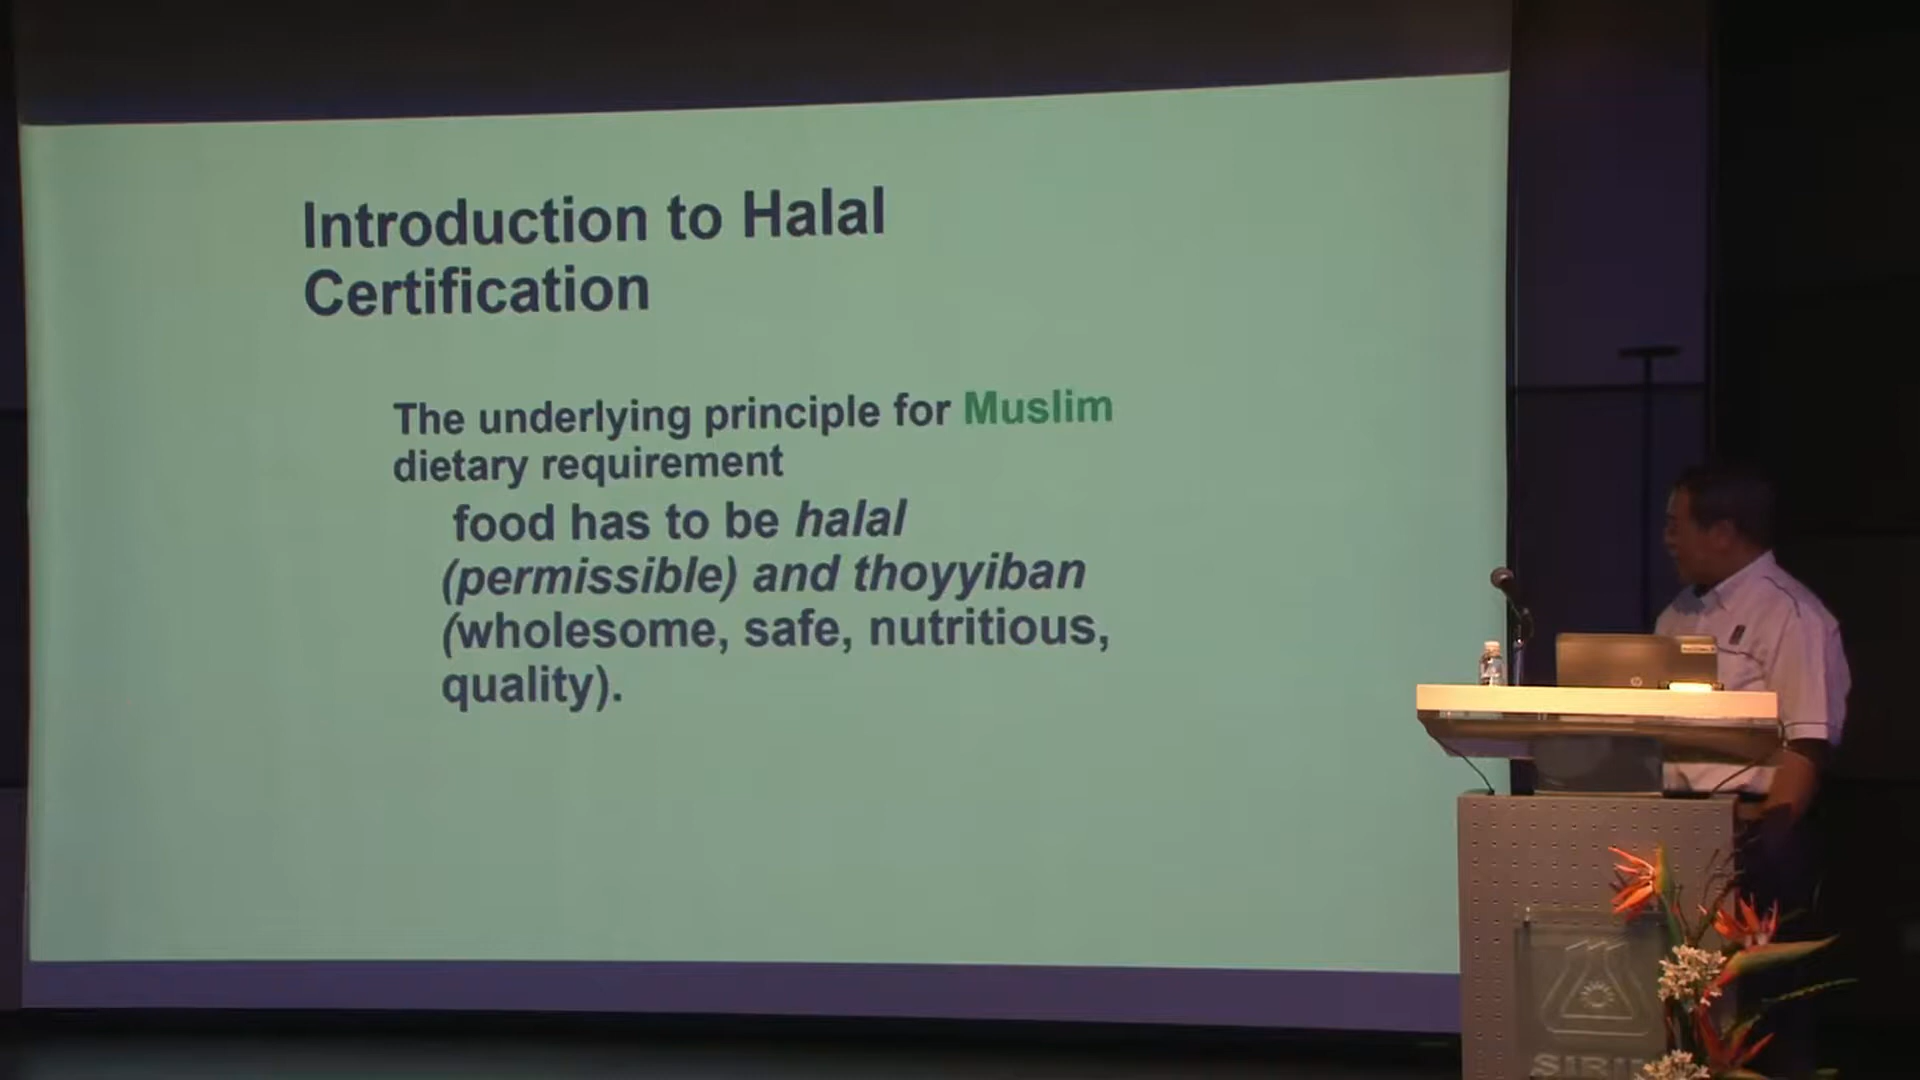 Introduction to Halal
Certification
The underlying principle for Muslim
dietary requirement
food has to be halal
(permissible) and thoyyiban
(wholesome, safe, nutritious,
quality).